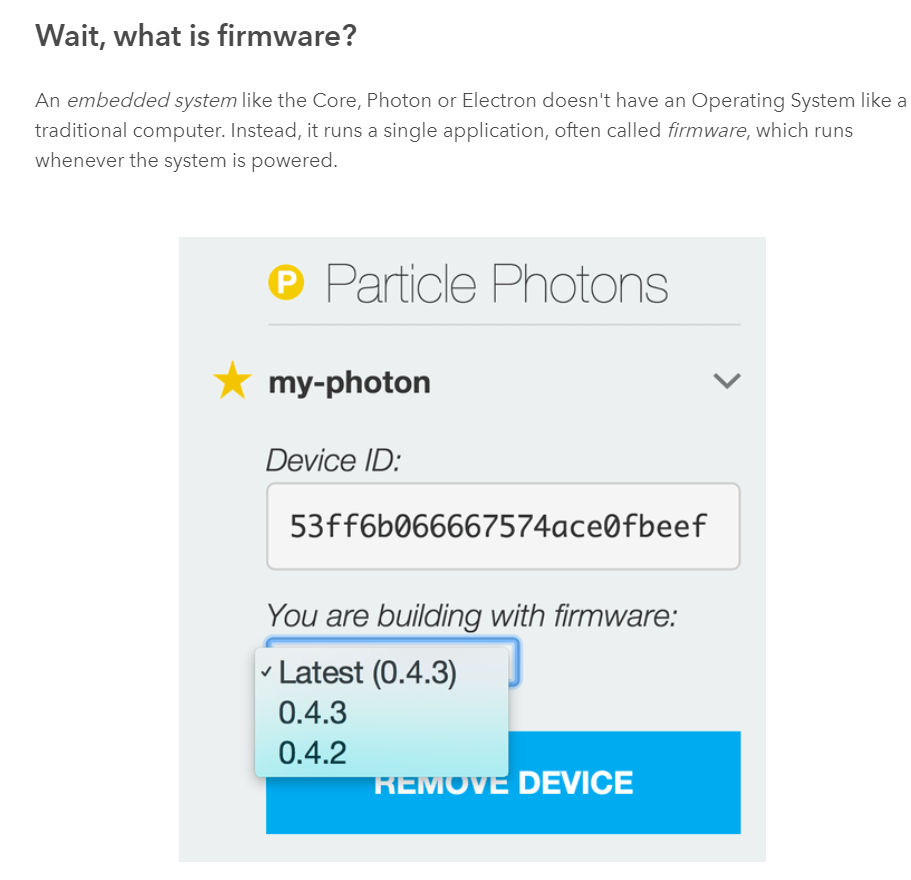 Wait, what is firmware?
An embedded system like the Core, Photon or Electron doesn't have an Operating System like a
traditional computer. Instead, it runs a single application, often called firmware, which runs
whenever the system is powered.
P Particle Photons
my-photon
Device ID:
53ff6b066667574ace0fbeef
You are building with firmware:
✓ Latest (0.4.3)
0.4.3
0.4.2
REMOVE DEVICE